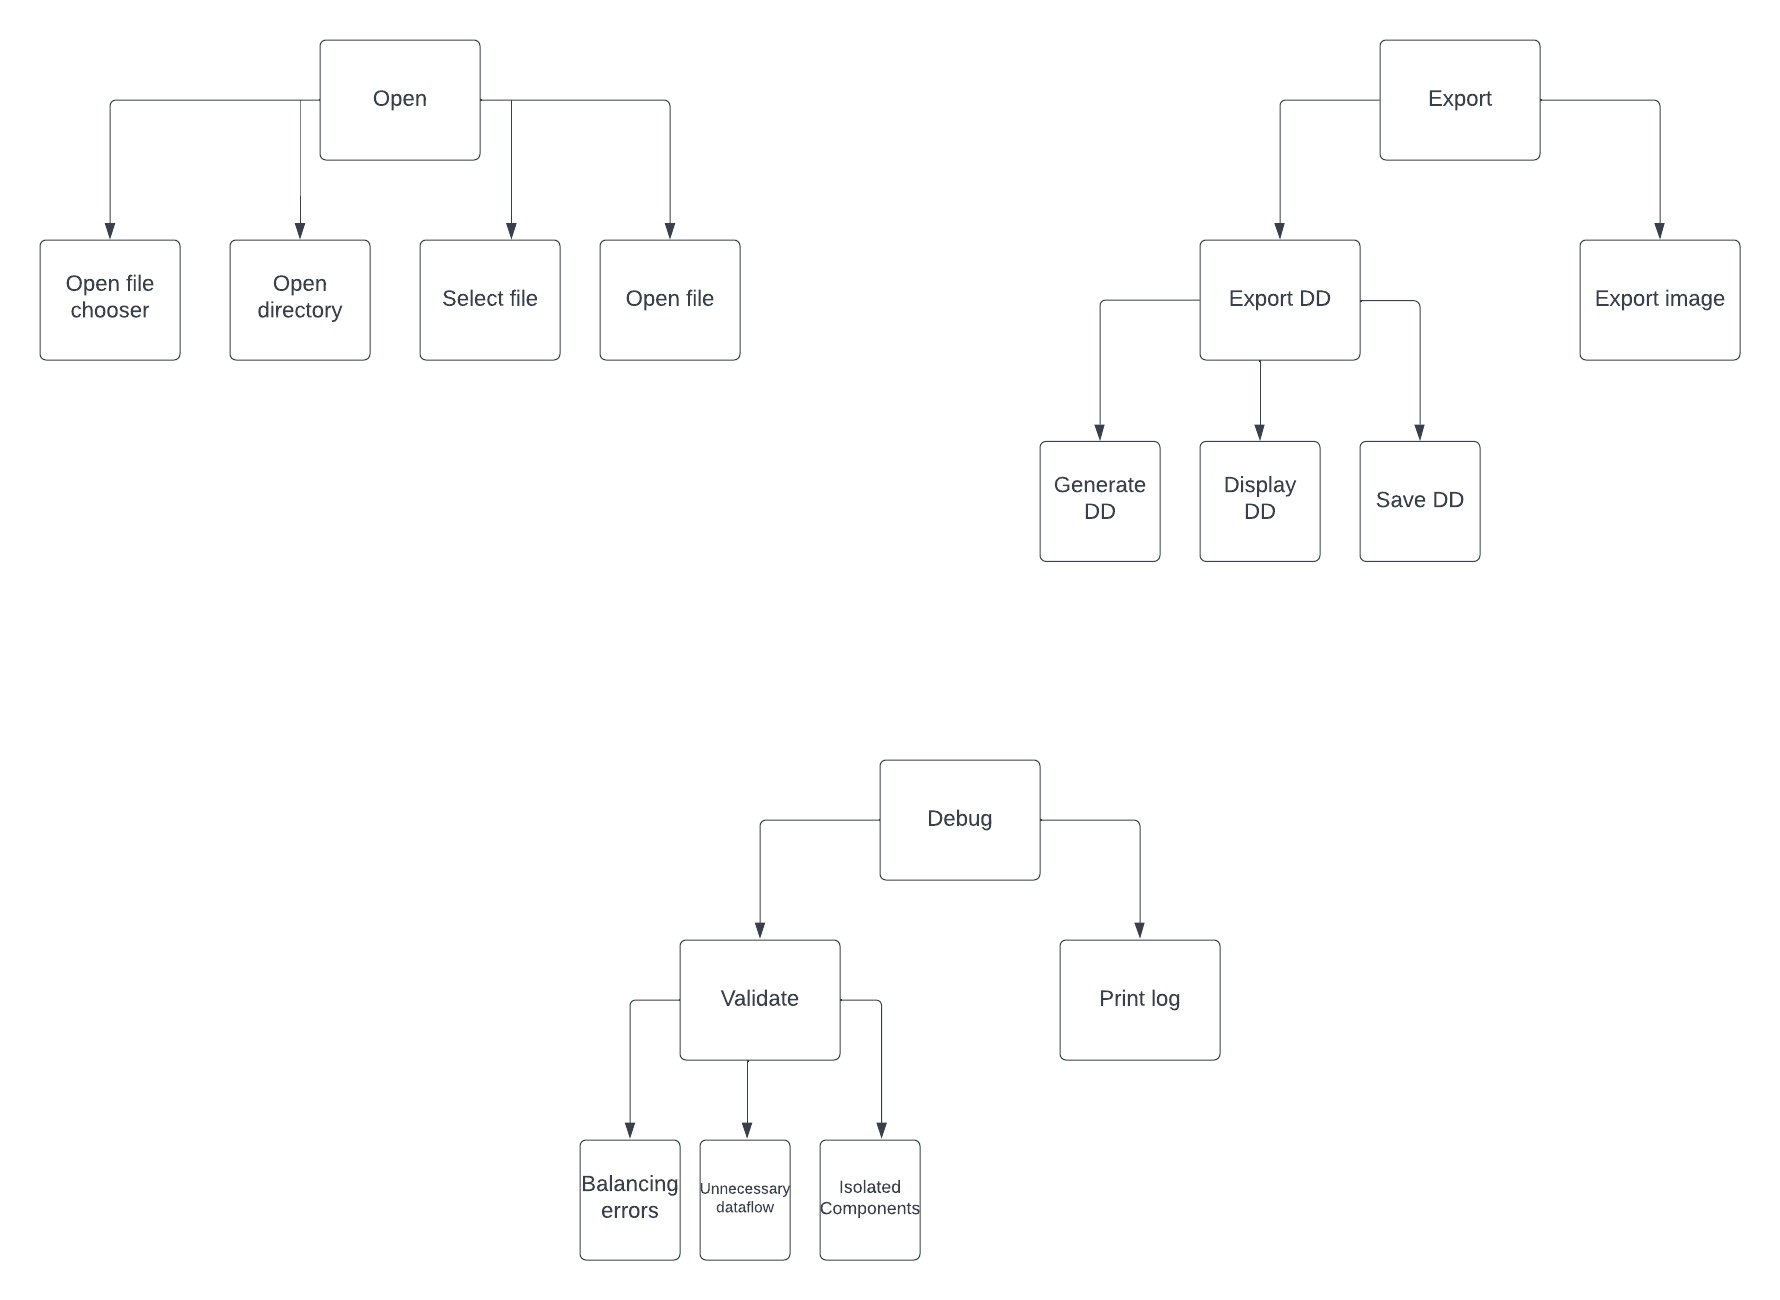 Open
Export
Open file
chooser
Open
directory
Select file
Open file
Export DD
Export image
Generate
DD
Display
DD
Save DD
Debug
Validate
Print log
Balancing
errors
Unnecessary
dataflow
Isolated
Components